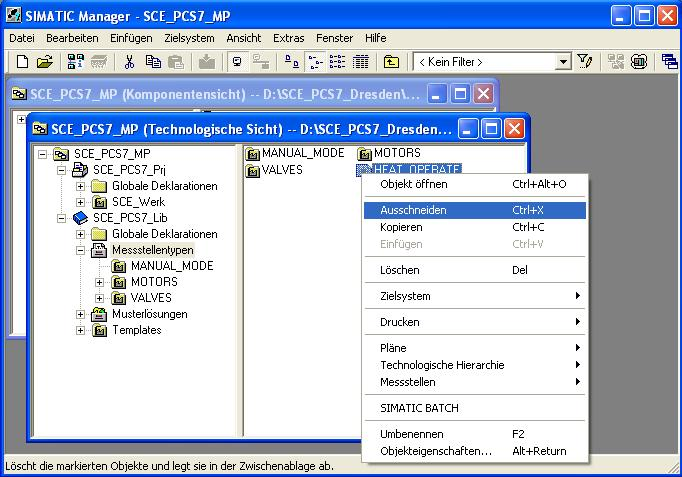 SIMATIC Manager - SCE_PCS7_MP
Datei Bearbeiten Einfügen Zielsystem Ansicht Extras Fenster Hilfe
< Kein Filter >
SCE_PCS7_MP (Komponentensicht) -- D:\SCE_PCS7_Dresden\...
SCE_PCS7_MP (Technologische Sicht) -- D:\SCE_PCS7_Dresden...
SCE_PCS7_MP
SCE_PCS7_Prj
Globale Deklarationen
SCE_Werk
SCE_PCS7_Lib
Globale Deklarationen
Messstellentypen
MANUAL_MODE
MOTORS
VALVES
Musterlösungen
Templates
MANUAL_MODE MOTORS
VALVES HEAT_OPERATE
Objekt öffnen Ctrl+Alt+O
Ausschneiden Ctrl+X
Kopieren Ctrl+C
Einfügen Ctrl+V
Löschen Del
Zielsystem
Drucken
Pläne
Technologische Hierarchie
Messstellen
SIMATIC BATCH
Umbenennen F2
Objekteigenschaften... Alt+Return
Löscht die markierten Objekte und legt sie in der Zwischenablage ab.